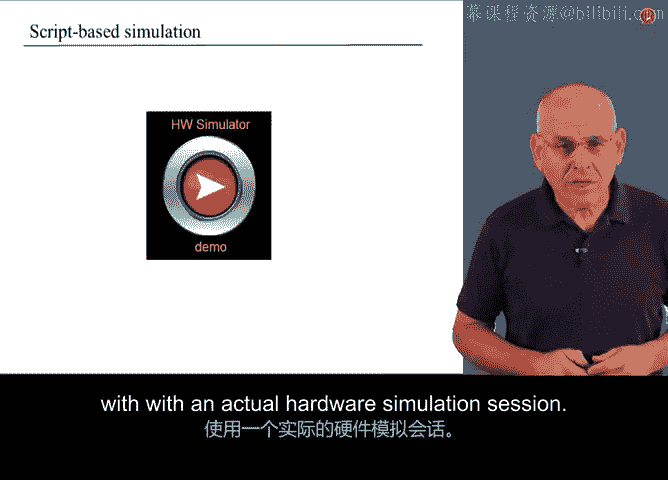 幕课程资源@bilibili.com
Script-based simulation
HW Simulator
demo
with with an actual hardware simulation session.
使用一个实际的硬件模拟会话。